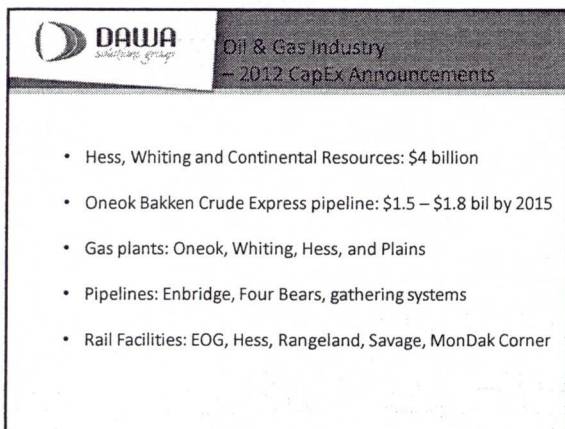 DAWA
solutions group
Oil & Gas Industry
– 2012 CapEx Announcements
• Hess, Whiting and Continental Resources: $4 billion
• Oneok Bakken Crude Express pipeline: $1.5 – $1.8 bil by 2015
• Gas plants: Oneok, Whiting, Hess, and Plains
• Pipelines: Enbridge, Four Bears, gathering systems
• Rail Facilities: EOG, Hess, Rangeland, Savage, MonDak Corner